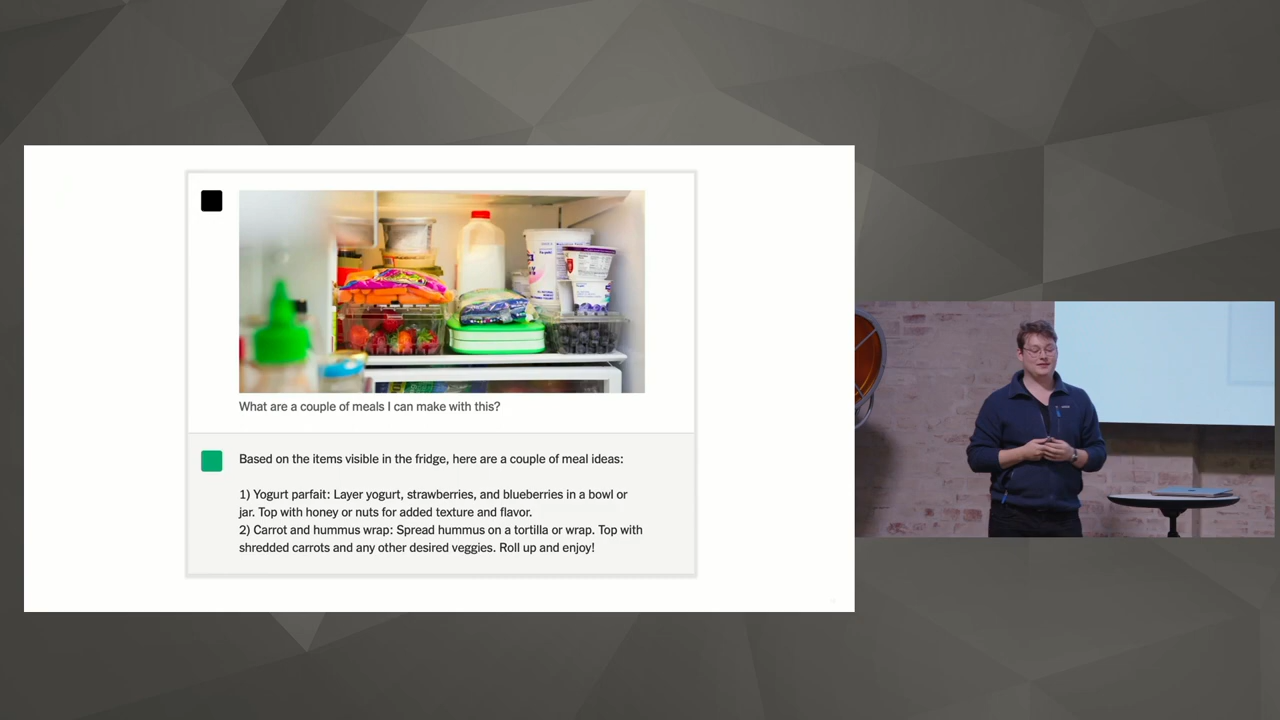 What are a couple of meals I can make with this?
Based on the items visible in the fridge, here are a couple of meal ideas:
1) Yogurt parfait: Layer yogurt, strawberries, and blueberries in a bowl or
jar. Top with honey or nuts for added texture and flavor.
2) Carrot and hummus wrap: Spread hummus on a tortilla or wrap. Top with
shredded carrots and any other desired veggies. Roll up and enjoy!